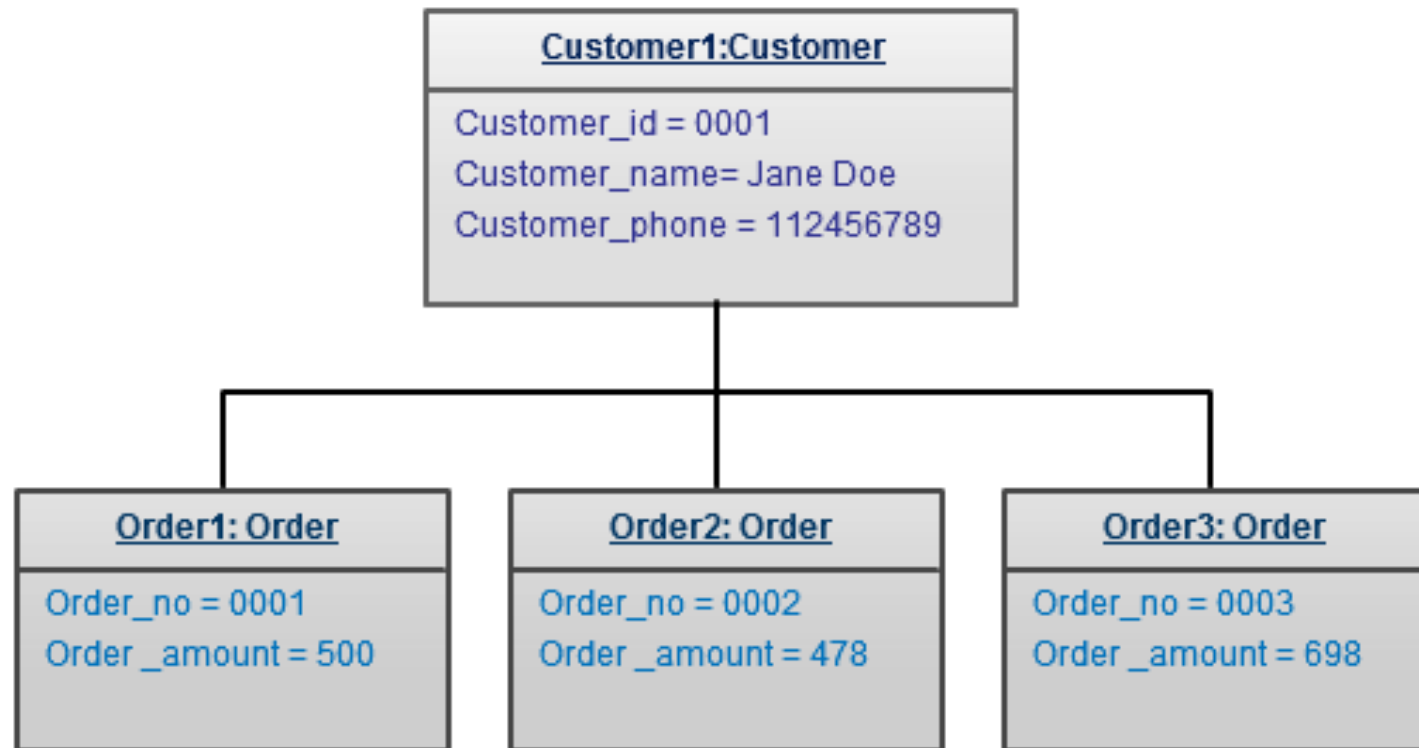 Customer1:Customer
Customer_id = 0001
Customer_name= Jane Doe
Customer_phone = 112456789
Order1: Order
Order_no = 0001
Order _amount = 500
Order2: Order
Order_no = 0002
Order _amount = 478
Order3: Order
Order_no = 0003
Order _amount = 698